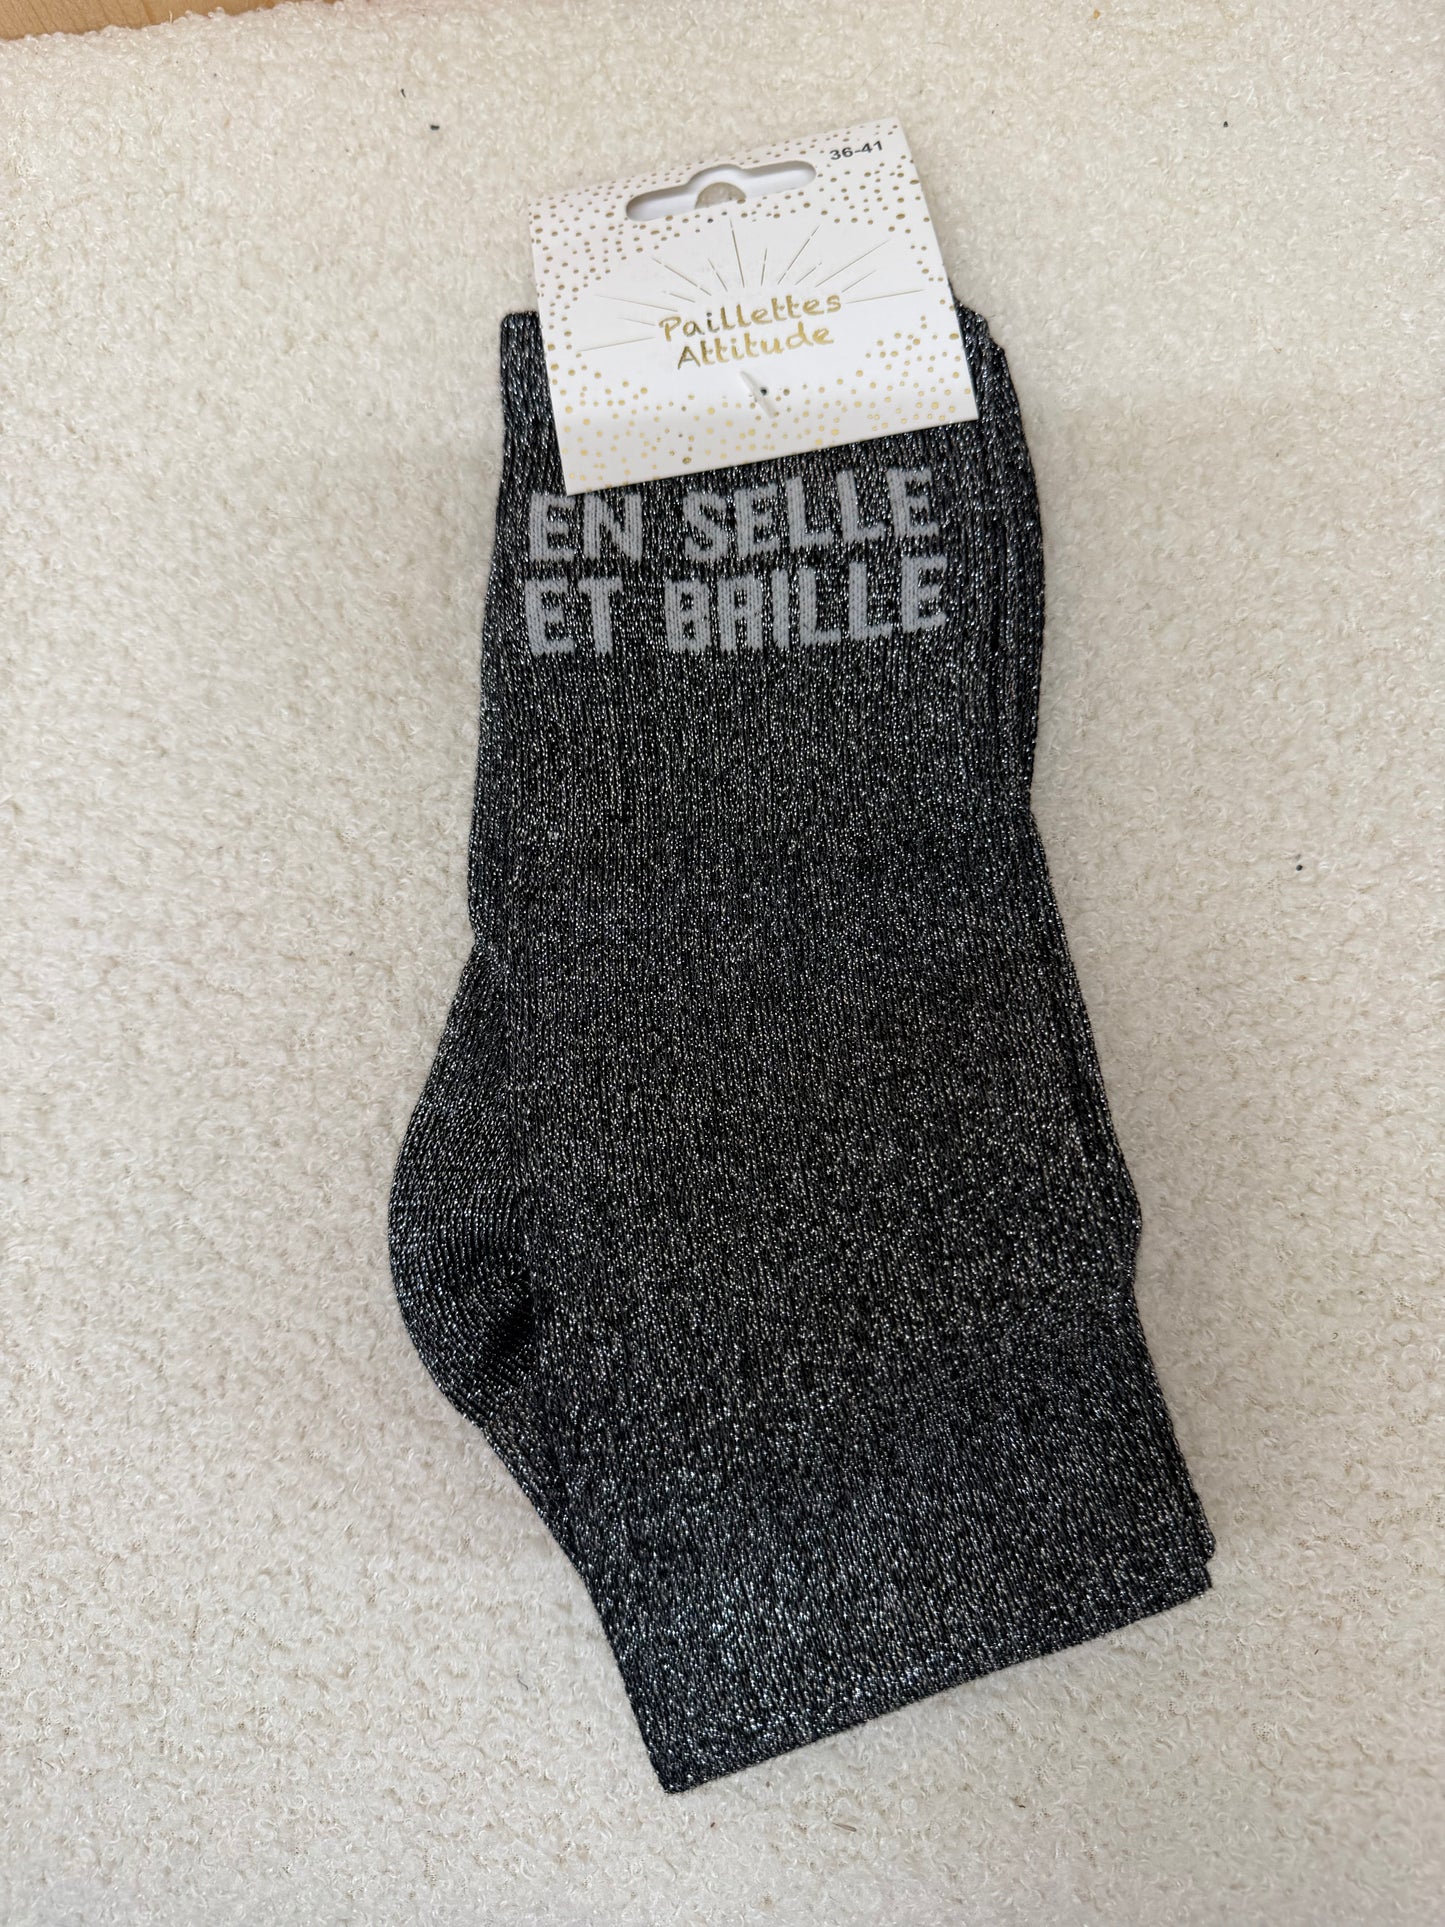 36-41
Paillettes
Attitude
EN SELLE
ET BRILLE